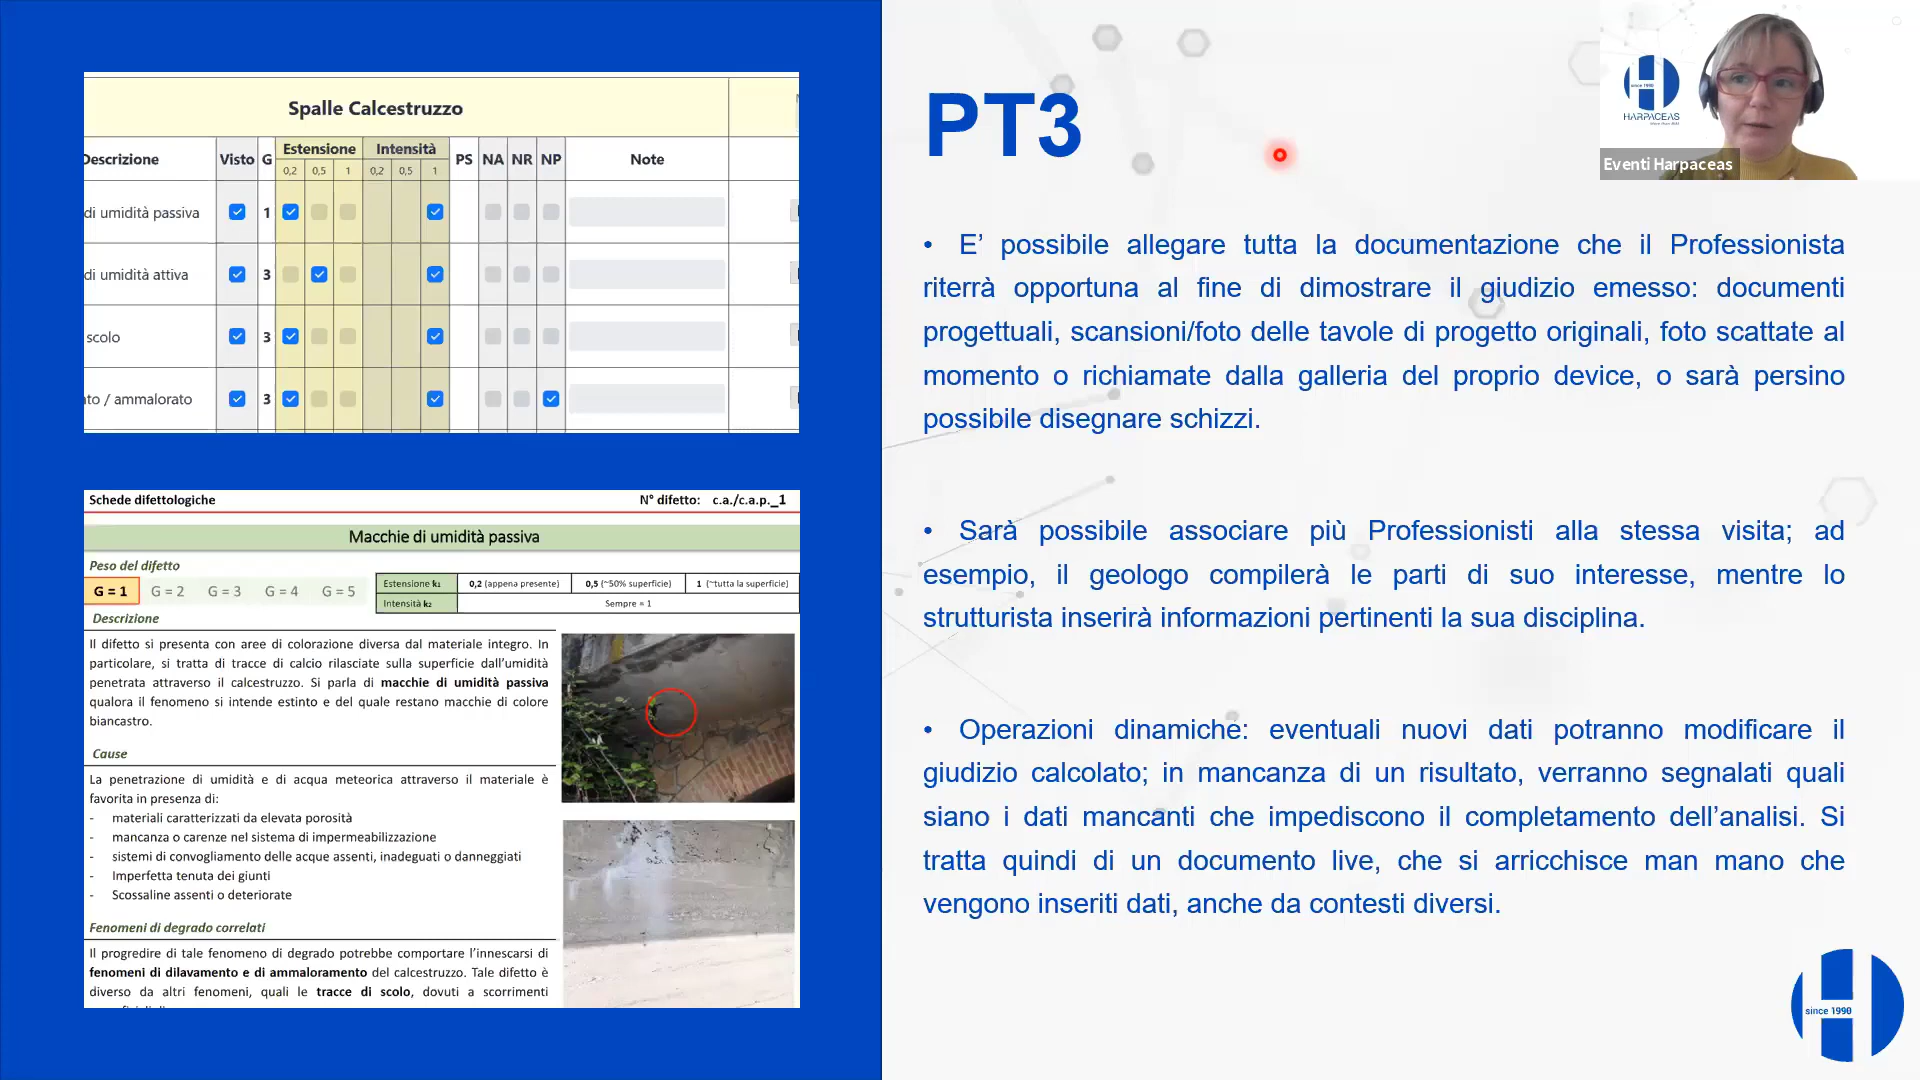 Spalle Calcestruzzo
Descrizione Visto G Estensione Intensità PS NA NR NP Note
0,2 0,5 1 0,2 0,5 1
di umidità passiva 1
di umidità attiva 3
scolo 3
/ ammalorato 3
Schede difettologiche N° difetto: c.a./c.a.p._1
Macchie di umidità passiva
Peso del difetto
G = 1 G = 2 G = 3 G = 4 G = 5
Estensione k1 0,2 (appena presente) 0,5 (~50% superficie) 1 (~tutta la superficie)
Intensità k2 Sempre = 1
Descrizione
Il difetto si presenta con aree di colorazione diversa dal materiale integro. In
particolare, si tratta di tracce di calcio rilasciate sulla superficie dall'umidità
penetrata attraverso il calcestruzzo. Si parla di macchie di umidità passiva
qualora il fenomeno si intende estinto e del quale restano macchie di colore
biancastro.
Cause
La penetrazione di umidità e di acqua meteorica attraverso il materiale è
favorita in presenza di:
- materiali caratterizzati da elevata porosità
- mancanza o carenze nel sistema di impermeabilizzazione
- sistemi di convogliamento delle acque assenti, inadeguati o danneggiati
- Imperfetta tenuta dei giunti
- Scossaline assenti o deteriorate
Fenomeni di degrado correlati
Il progredire di tale fenomeno di degrado potrebbe comportare l'innescarsi di
fenomeni di dilavamento e di ammaloramento del calcestruzzo. Tale difetto è
diverso da altri fenomeni, quali le tracce di scolo, dovuti a scorrimenti
PT3
• E' possibile allegare tutta la documentazione che il Professionista
riterrà opportuna al fine di dimostrare il giudizio emesso: documenti
progettuali, scansioni/foto delle tavole di progetto originali, foto scattate al
momento o richiamate dalla galleria del proprio device, o sarà persino
possibile disegnare schizzi.
• Sarà possibile associare più Professionisti alla stessa visita; ad
esempio, il geologo compilerà le parti di suo interesse, mentre lo
strutturista inserirà informazioni pertinenti la sua disciplina.
• Operazioni dinamiche: eventuali nuovi dati potranno modificare il
giudizio calcolato; in mancanza di un risultato, verranno segnalati quali
siano i dati mancanti che impediscono il completamento dell'analisi. Si
tratta quindi di un documento live, che si arricchisce man mano che
vengono inseriti dati, anche da contesti diversi.
since 1990
HARPACEAS
Eventi Harpaceas
since 1990